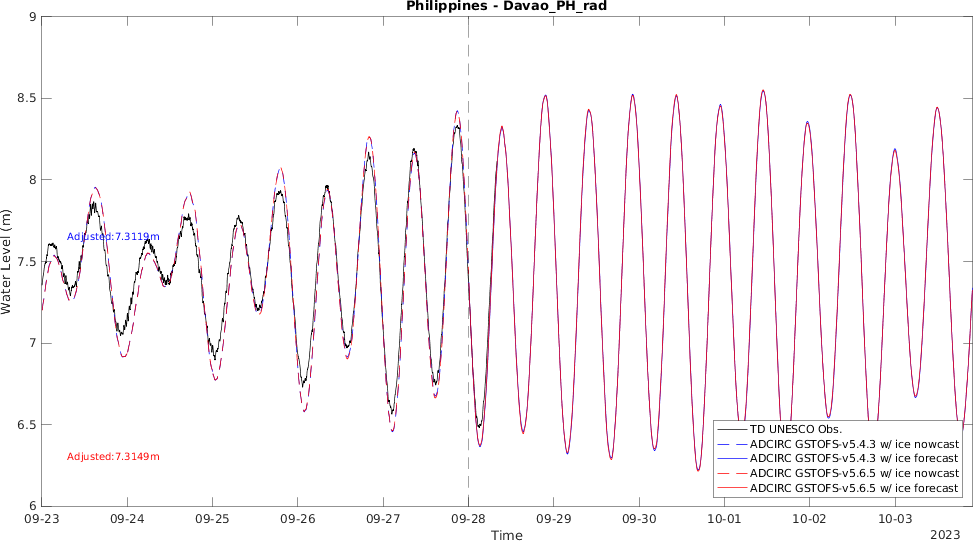 Philippines - Davao_PH_rad
9
8.5
8
7.5
7
6.5
6
Water Level (m)
Adjusted:7.3119m
Adjusted:7.3149m
TD UNESCO Obs.
ADCIRC GSTOFS-v5.4.3 w/ ice nowcast
ADCIRC GSTOFS-v5.4.3 w/ ice forecast
ADCIRC GSTOFS-v5.6.5 w/ ice nowcast
ADCIRC GSTOFS-v5.6.5 w/ ice forecast
09-23 09-24 09-25 09-26 09-27 09-28 09-29 09-30 10-01 10-02 10-03
Time
2023